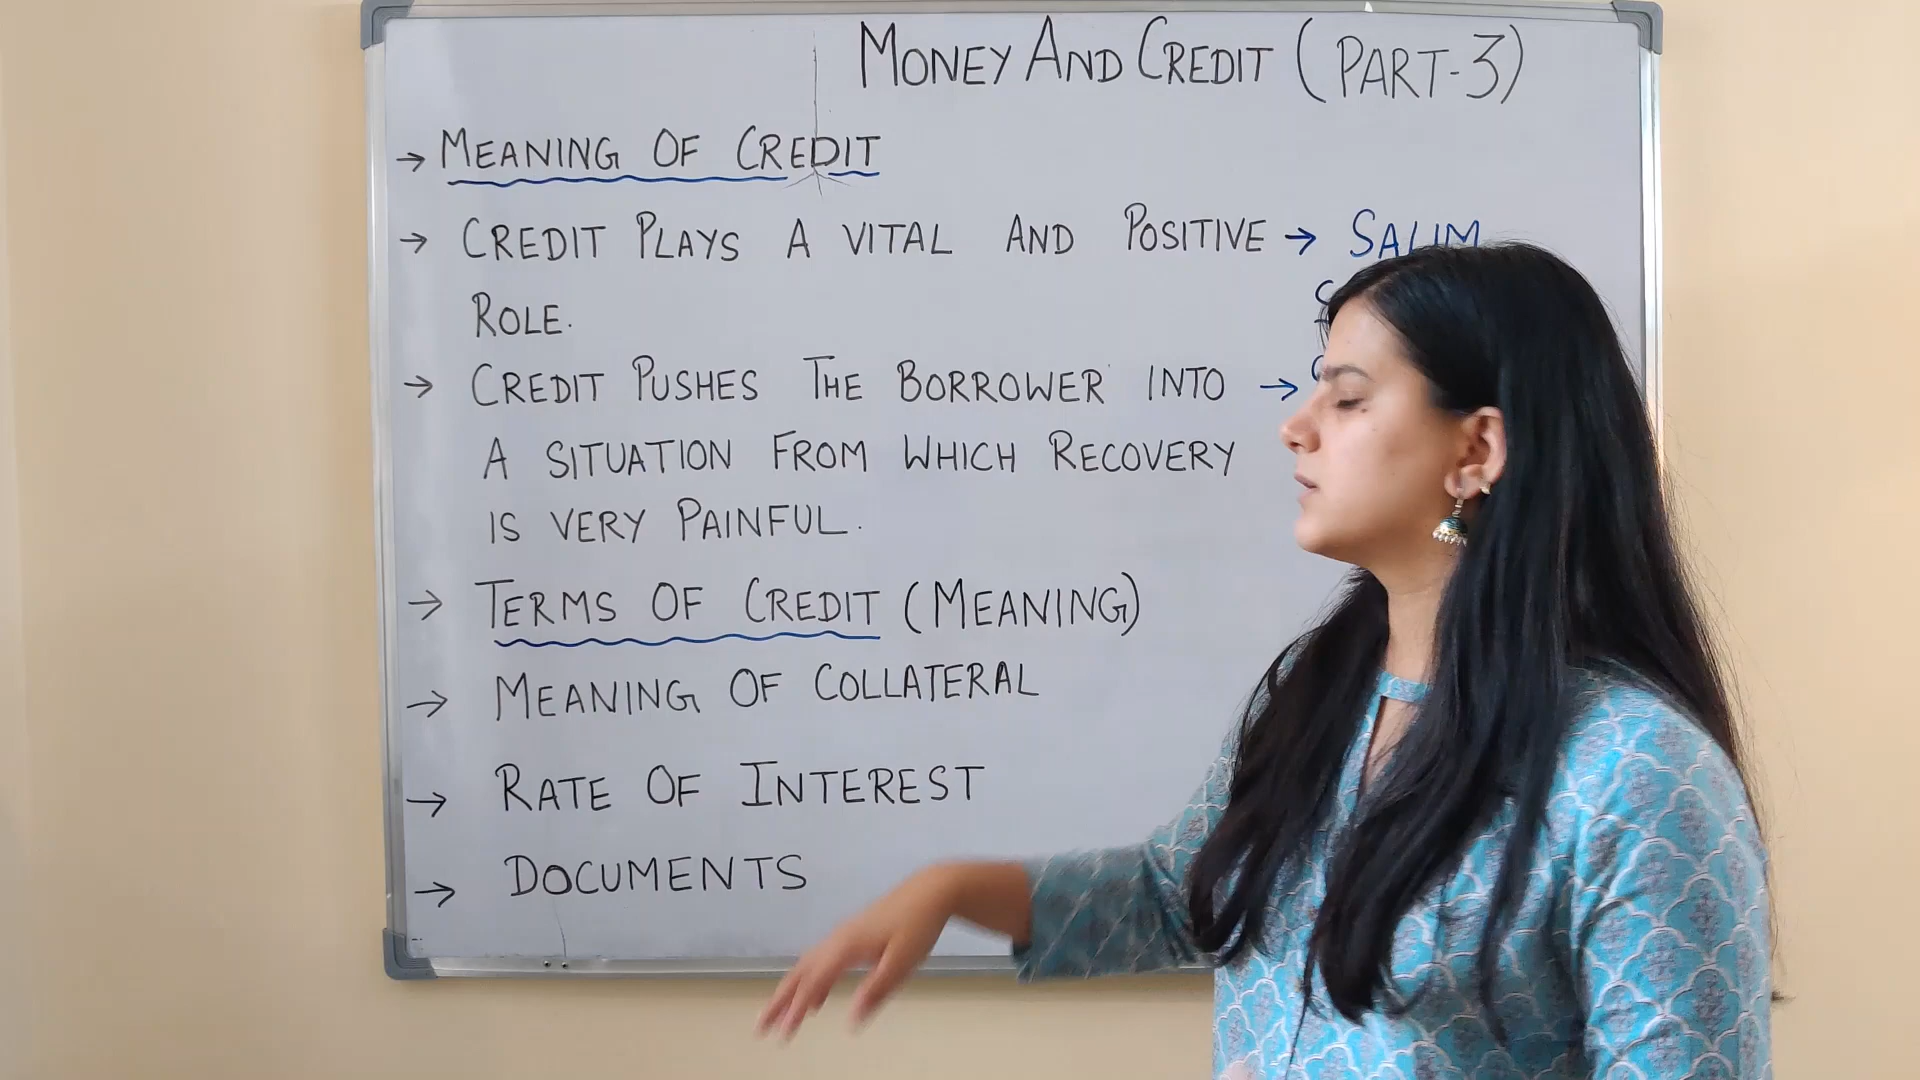 MONEY AND CREDIT (PART-3)
→ MEANING OF CREDIT
→ CREDIT PLAYS A VITAL AND POSITIVE → SALIM
ROLE.
→ CREDIT PUSHES THE BORROWER INTO →
A SITUATION FROM WHICH RECOVERY
IS VERY PAINFUL.
→ TERMS OF CREDIT (MEANING)
→ MEANING OF COLLATERAL
→ RATE OF INTEREST
→ DOCUMENTS